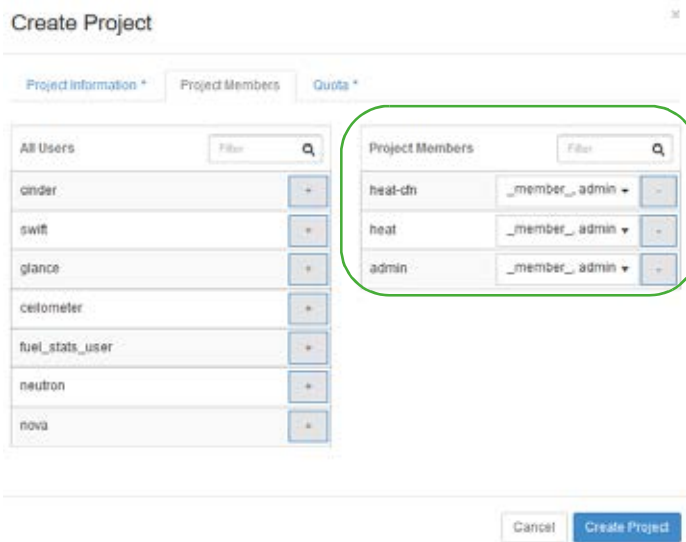 Create Project
×
Project Information * Project Members Quota *
All Users Filter
cinder +
swift +
glance +
ceilometer +
fuel_stats_user +
neutron +
nova +
Project Members Filter
heat-cfn _member_, admin -
heat _member_, admin -
admin _member_, admin -
Cancel Create Project